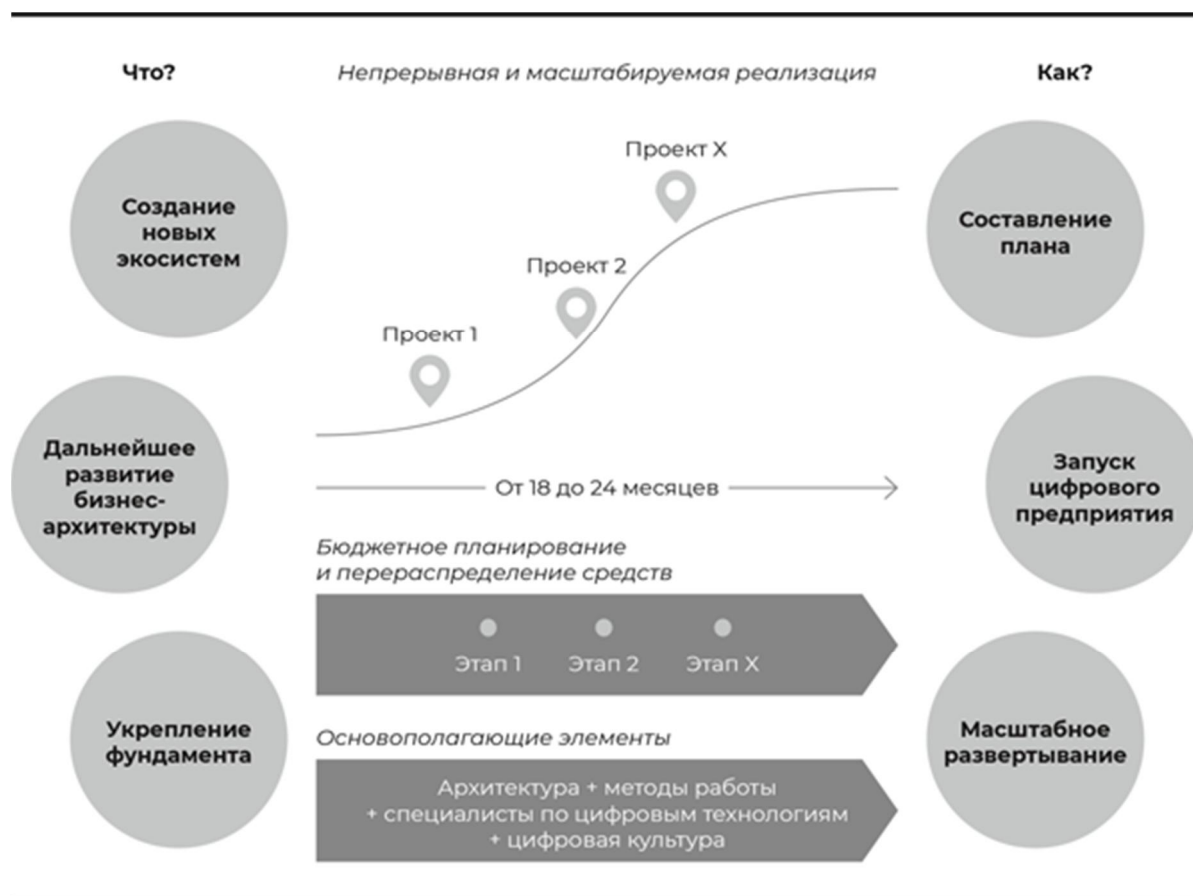 Что?
Непрерывная и масштабируемая реализация
Как?
Создание
новых
экосистем
Дальнейшее
развитие
бизнес-
архитектуры
Укрепление
фундамента
Проект X
Проект 2
Проект 1
От 18 до 24 месяцев
Бюджетное планирование
и перераспределение средств
Этап 1
Этап 2
Этап X
Основополагающие элементы
Архитектура + методы работы
+ специалисты по цифровым технологиям
+ цифровая культура
Составление
плана
Запуск
цифрового
предприятия
Масштабное
развертывание